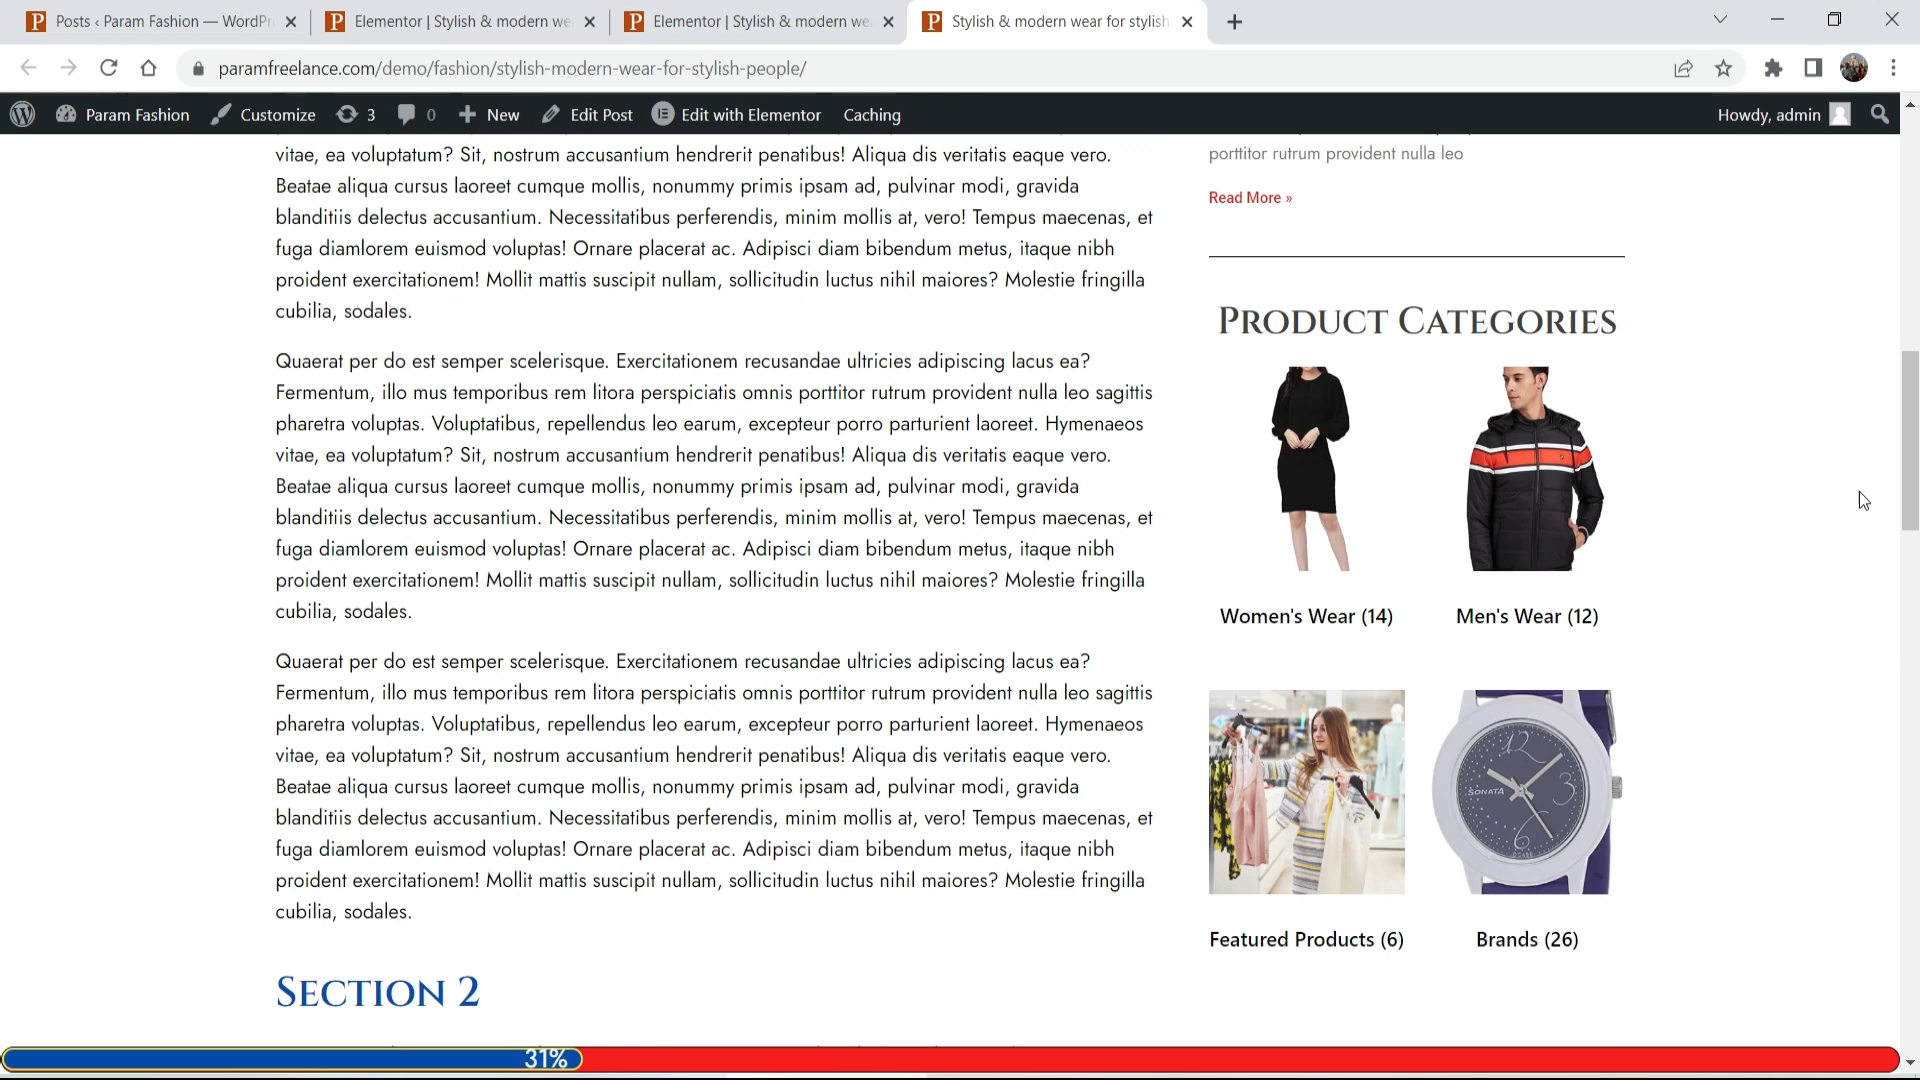 Posts ‹ Param Fashion — WordPr
Elementor | Stylish & modern we
Elementor | Stylish & modern we
Stylish & modern wear for stylish
paramfreelance.com/demo/fashion/stylish-modern-wear-for-stylish-people/
Param Fashion
Customize
3
0
New
Edit Post
Edit with Elementor
Caching
Howdy, admin
vitae, ea voluptatum? Sit, nostrum accusantium hendrerit penatibus! Aliqua dis veritatis eaque vero.
Beatae aliqua cursus laoreet cumque mollis, nonummy primis ipsam ad, pulvinar modi, gravida
blanditiis delectus accusantium. Necessitatibus perferendis, minim mollis at, vero! Tempus maecenas, et
fuga diamlorem euismod voluptas! Ornare placerat ac. Adipisci diam bibendum metus, itaque nibh
proident exercitationem! Mollit mattis suscipit nullam, sollicitudin luctus nihil maiores? Molestie fringilla
cubilia, sodales.
Quaerat per do est semper scelerisque. Exercitationem recusandae ultricies adipiscing lacus ea?
Fermentum, illo mus temporibus rem litora perspiciatis omnis porttitor rutrum provident nulla leo sagittis
pharetra voluptas. Voluptatibus, repellendus leo earum, excepteur porro parturient laoreet. Hymenaeos
vitae, ea voluptatum? Sit, nostrum accusantium hendrerit penatibus! Aliqua dis veritatis eaque vero.
Beatae aliqua cursus laoreet cumque mollis, nonummy primis ipsam ad, pulvinar modi, gravida
blanditiis delectus accusantium. Necessitatibus perferendis, minim mollis at, vero! Tempus maecenas, et
fuga diamlorem euismod voluptas! Ornare placerat ac. Adipisci diam bibendum metus, itaque nibh
proident exercitationem! Mollit mattis suscipit nullam, sollicitudin luctus nihil maiores? Molestie fringilla
cubilia, sodales.
Quaerat per do est semper scelerisque. Exercitationem recusandae ultricies adipiscing lacus ea?
Fermentum, illo mus temporibus rem litora perspiciatis omnis porttitor rutrum provident nulla leo sagittis
pharetra voluptas. Voluptatibus, repellendus leo earum, excepteur porro parturient laoreet. Hymenaeos
vitae, ea voluptatum? Sit, nostrum accusantium hendrerit penatibus! Aliqua dis veritatis eaque vero.
Beatae aliqua cursus laoreet cumque mollis, nonummy primis ipsam ad, pulvinar modi, gravida
blanditiis delectus accusantium. Necessitatibus perferendis, minim mollis at, vero! Tempus maecenas, et
fuga diamlorem euismod voluptas! Ornare placerat ac. Adipisci diam bibendum metus, itaque nibh
proident exercitationem! Mollit mattis suscipit nullam, sollicitudin luctus nihil maiores? Molestie fringilla
cubilia, sodales.
Section 2
porttitor rutrum provident nulla leo
Read More »
Product Categories
Women's Wear (14)
Men's Wear (12)
12
3
SONATA
6
Featured Products (6)
Brands (26)
31%